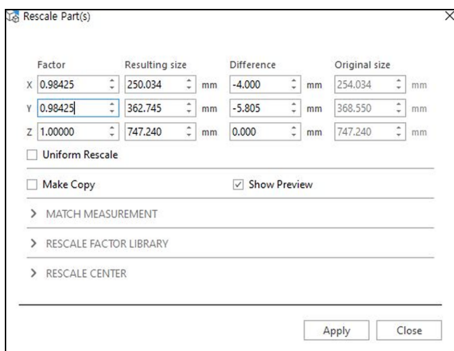 Rescale Part(s)
Factor Resulting size Difference Original size
X 0.98425 250.034 mm -4.000 mm 254.034 mm
Y 0.98425 362.745 mm -5.805 mm 368.550 mm
Z 1.00000 747.240 mm 0.000 mm 747.240 mm
Uniform Rescale
Make Copy Show Preview
MATCH MEASUREMENT
RESCALE FACTOR LIBRARY
RESCALE CENTER
Apply Close